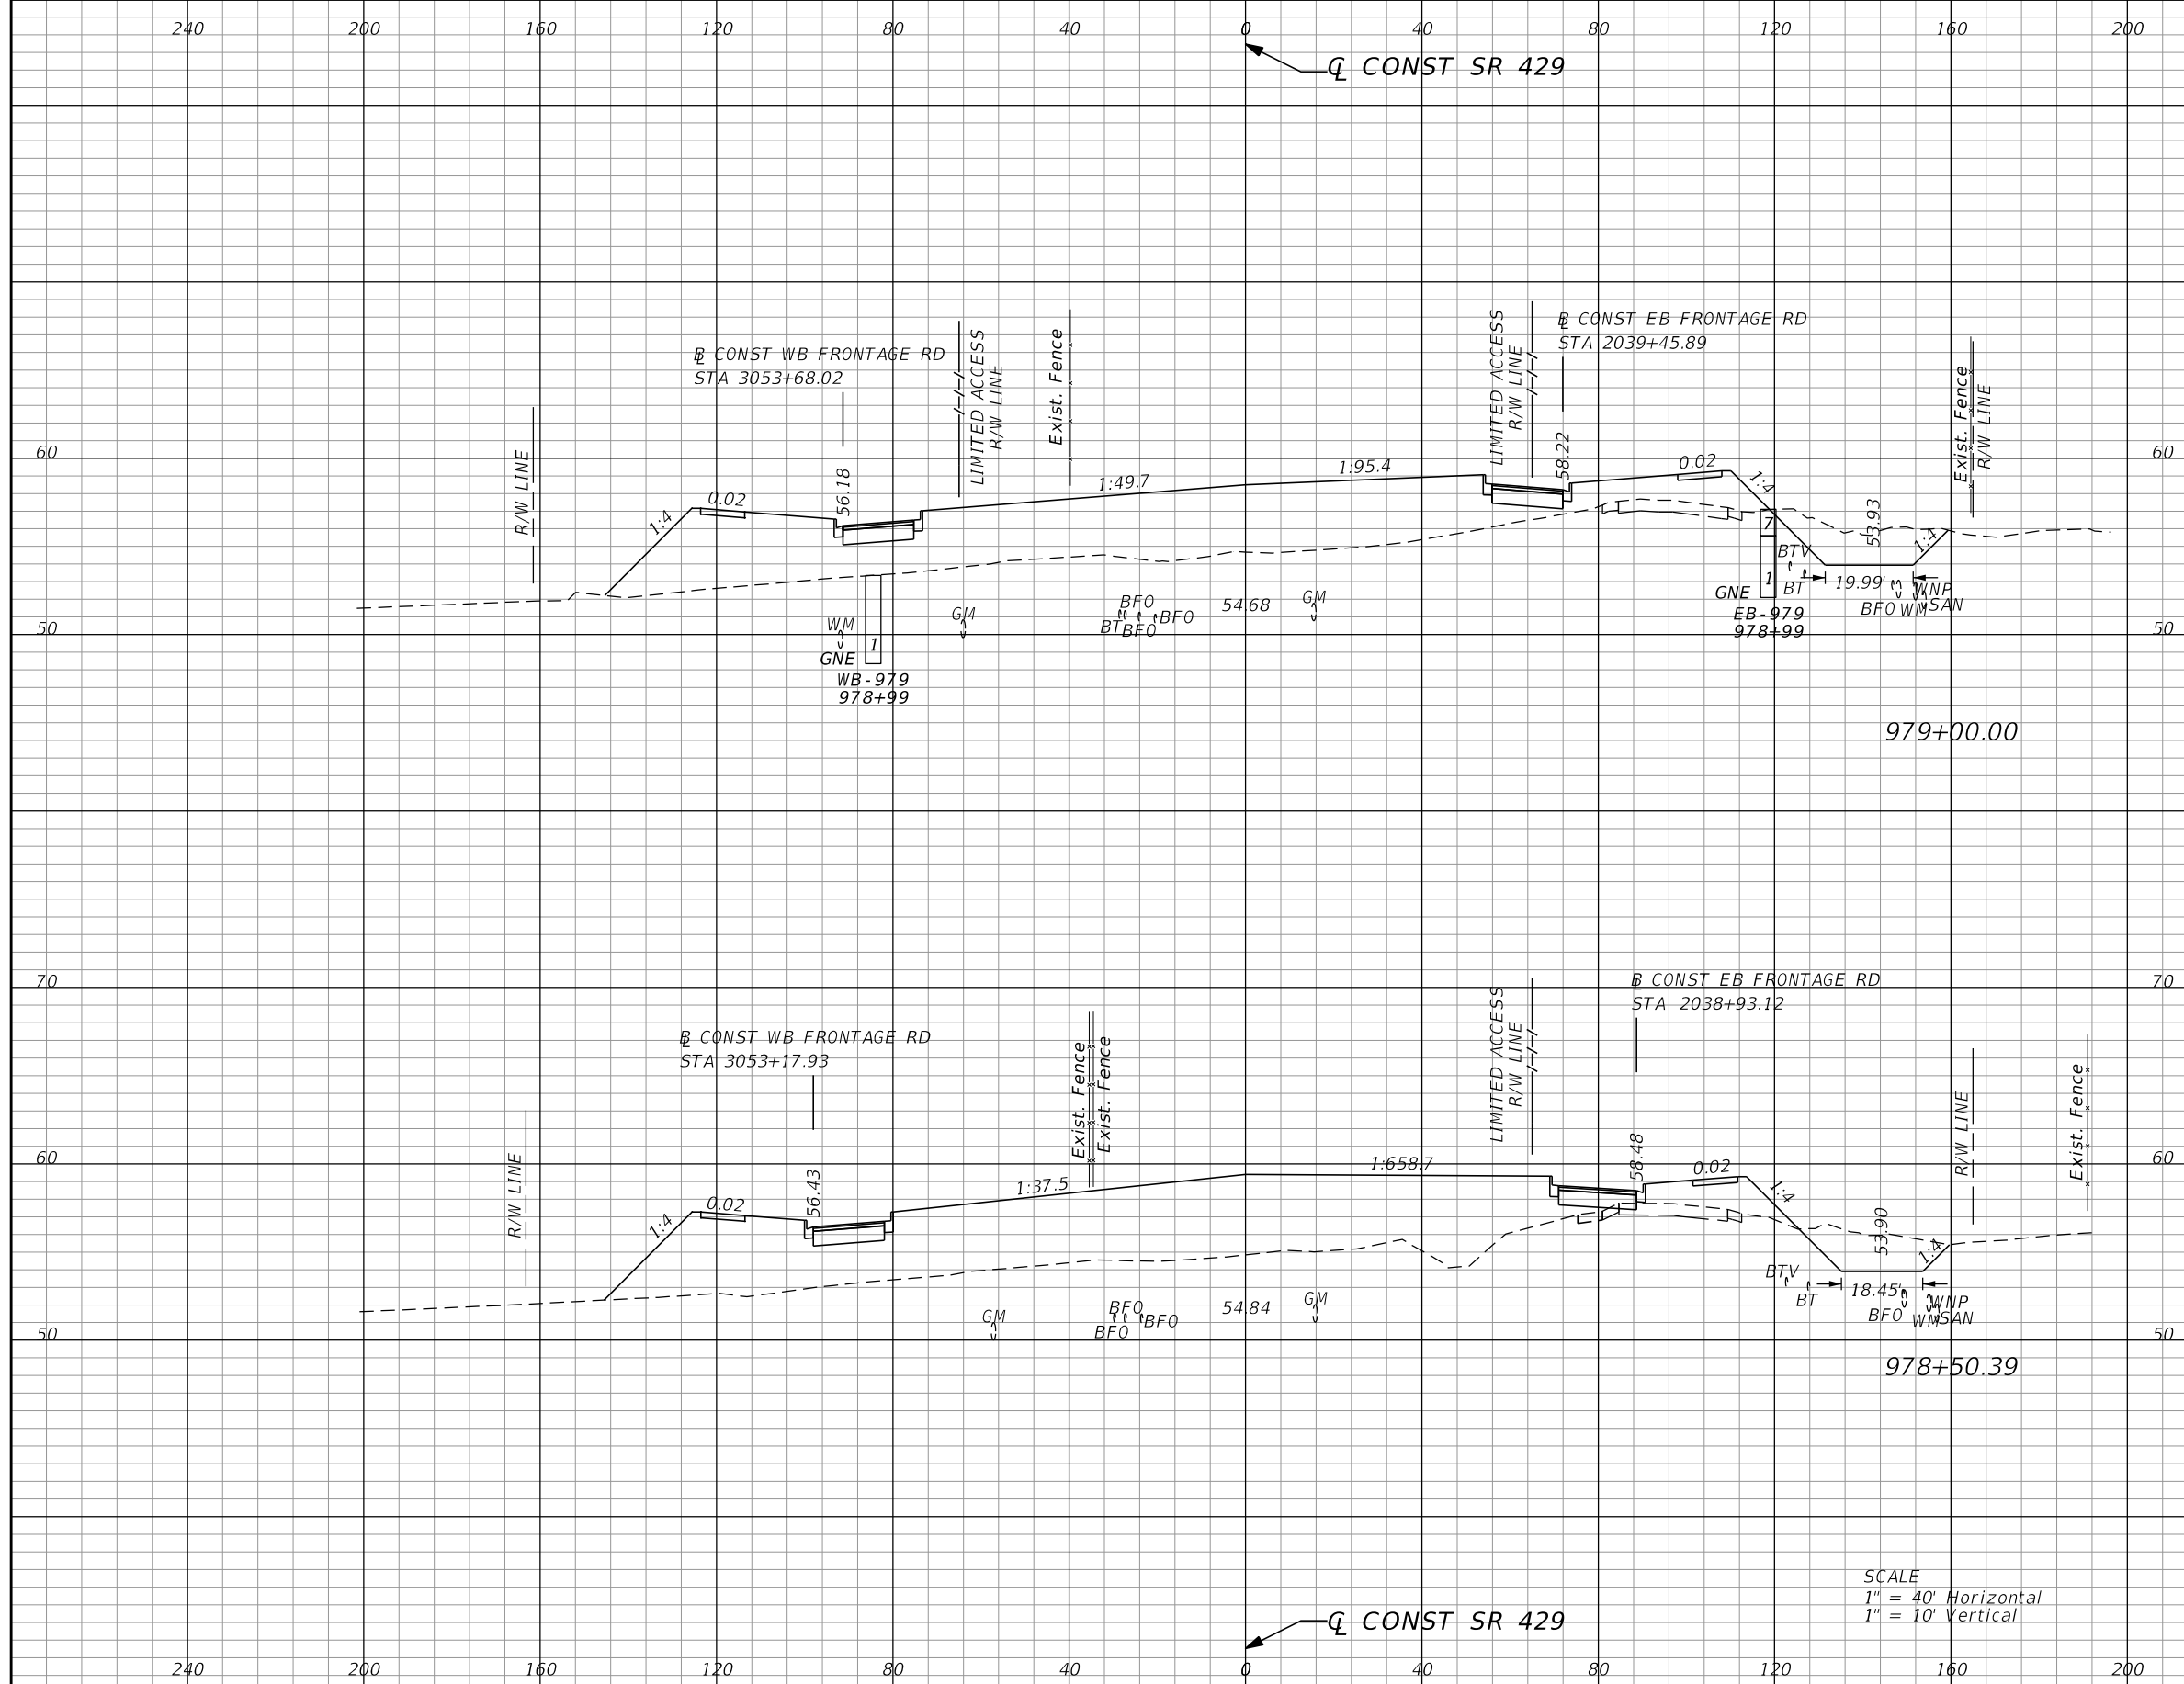 240 200 160 120 80 40 0 40 80 120 160 200
℄ CONST SR 429
LIMITED ACCESS
R/W LINE
B CONST EB FRONTAGE RD
STA 2039+45.89
B CONST WB FRONTAGE RD
STA 3053+68.02
LIMITED ACCESS
R/W LINE
Exist. Fence
Exist. Fence
R/W LINE
R/W LINE
60
60
1:4
0.02
56.18
1:49.7
1:95.4
58.22
0.02
1:4
53.93
1:4
7
1
BTV
BT
19.99'
WNP
BFO
WM
SAN
GNE
EB-979
978+99
WM
GNE
1
WB-979
978+99
GM
BFO
BT
BFO
BFO
54.68
GM
50
50
979+00.00
70
70
B CONST EB FRONTAGE RD
STA 2038+93.12
B CONST WB FRONTAGE RD
STA 3053+17.93
Exist. Fence
Exist. Fence
LIMITED ACCESS
R/W LINE
R/W LINE
Exist. Fence
R/W LINE
60
60
1:4
0.02
56.43
1:37.5
1:658.7
58.48
0.02
1:4
53.90
1:4
BTV
BT
18.45'
BFO
WNP
WM
SAN
GM
BFO
BFO
BFO
54.84
GM
50
50
978+50.39
SCALE
1" = 40' Horizontal
1" = 10' Vertical
℄ CONST SR 429
240 200 160 120 80 40 0 40 80 120 160 200